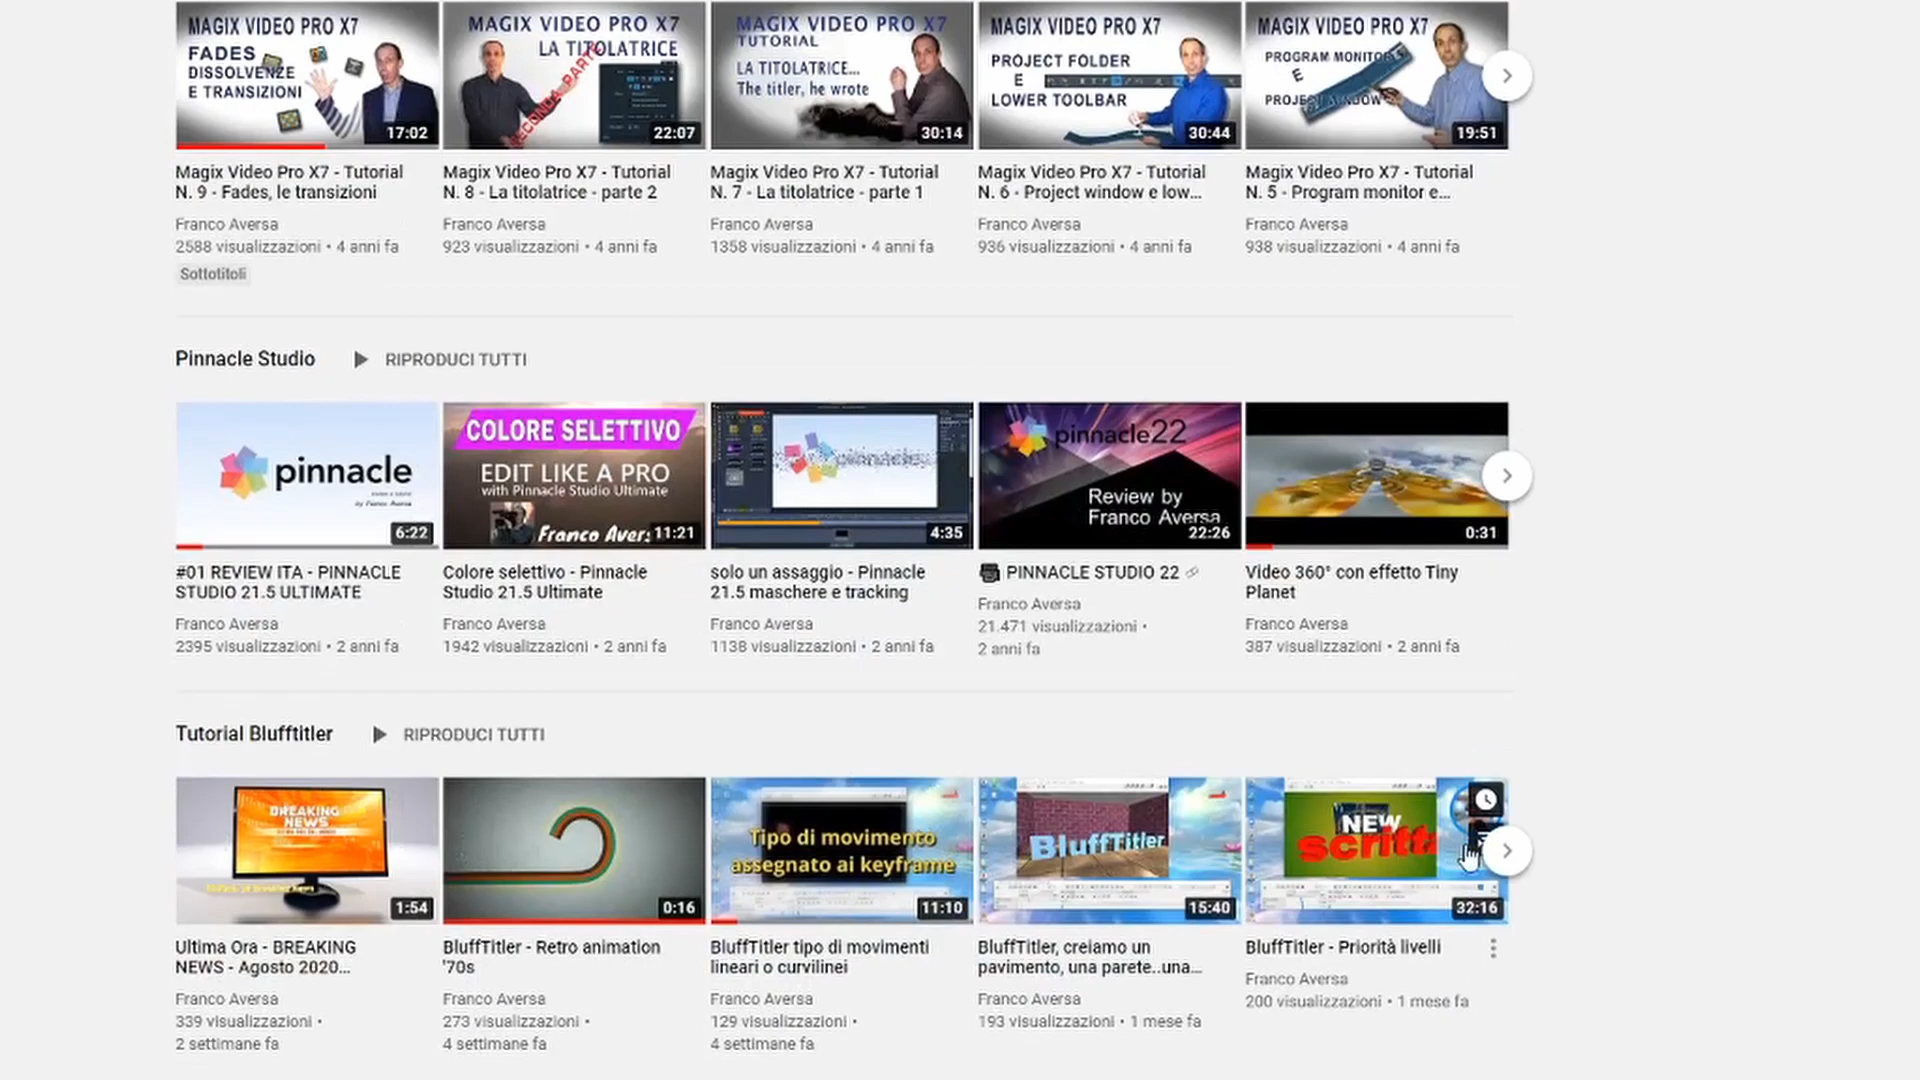 MAGIX VIDEO PRO X7
FADES
DISSOLVENZE
E TRANSIZIONI
17:02
MAGIX VIDEO PRO X7
LA TITOLATRICE
SECONDA PARTE
22:07
MAGIX VIDEO PRO X7
TUTORIAL
LA TITOLATRICE...
The titler, he wrote
30:14
MAGIX VIDEO PRO X7
PROJECT FOLDER
E
LOWER TOOLBAR
30:44
MAGIX VIDEO PRO X7
PROGRAM MONITOR
E
PROJECT WINDOW
19:51
Magix Video Pro X7 - Tutorial
N. 9 - Fades, le transizioni
Franco Aversa
2588 visualizzazioni • 4 anni fa
Sottotitoli
Magix Video Pro X7 - Tutorial
N. 8 - La titolatrice - parte 2
Franco Aversa
923 visualizzazioni • 4 anni fa
Magix Video Pro X7 - Tutorial
N. 7 - La titolatrice - parte 1
Franco Aversa
1358 visualizzazioni • 4 anni fa
Magix Video Pro X7 - Tutorial
N. 6 - Project window e low...
Franco Aversa
936 visualizzazioni • 4 anni fa
Magix Video Pro X7 - Tutorial
N. 5 - Program monitor e...
Franco Aversa
938 visualizzazioni • 4 anni fa
Pinnacle Studio
RIPRODUCI TUTTI
pinnacle
by Franco Aversa
6:22
COLORE SELETTIVO
EDIT LIKE A PRO
with Pinnacle Studio Ultimate
Franco Avers
11:21
4:35
pinnacle22
Review by
Franco Aversa
22:26
0:31
#01 REVIEW ITA - PINNACLE
STUDIO 21.5 ULTIMATE
Franco Aversa
2395 visualizzazioni • 2 anni fa
Colore selettivo - Pinnacle
Studio 21.5 Ultimate
Franco Aversa
1942 visualizzazioni • 2 anni fa
solo un assaggio - Pinnacle
21.5 maschere e tracking
Franco Aversa
1138 visualizzazioni • 2 anni fa
PINNACLE STUDIO 22
Franco Aversa
21.471 visualizzazioni •
2 anni fa
Video 360° con effetto Tiny
Planet
Franco Aversa
387 visualizzazioni • 2 anni fa
Tutorial Blufftitler
RIPRODUCI TUTTI
BREAKING
NEWS
1:54
0:16
Tipo di movimento
assegnato ai keyframe
11:10
BluffTitler
15:40
NEW
scritt
32:16
Ultima Ora - BREAKING
NEWS - Agosto 2020...
Franco Aversa
339 visualizzazioni •
2 settimane fa
BluffTitler - Retro animation
'70s
Franco Aversa
273 visualizzazioni •
4 settimane fa
BluffTitler tipo di movimenti
lineari o curvilinei
Franco Aversa
129 visualizzazioni •
4 settimane fa
BluffTitler, creiamo un
pavimento, una parete..una...
Franco Aversa
193 visualizzazioni • 1 mese fa
BluffTitler - Priorità livelli
Franco Aversa
200 visualizzazioni • 1 mese fa